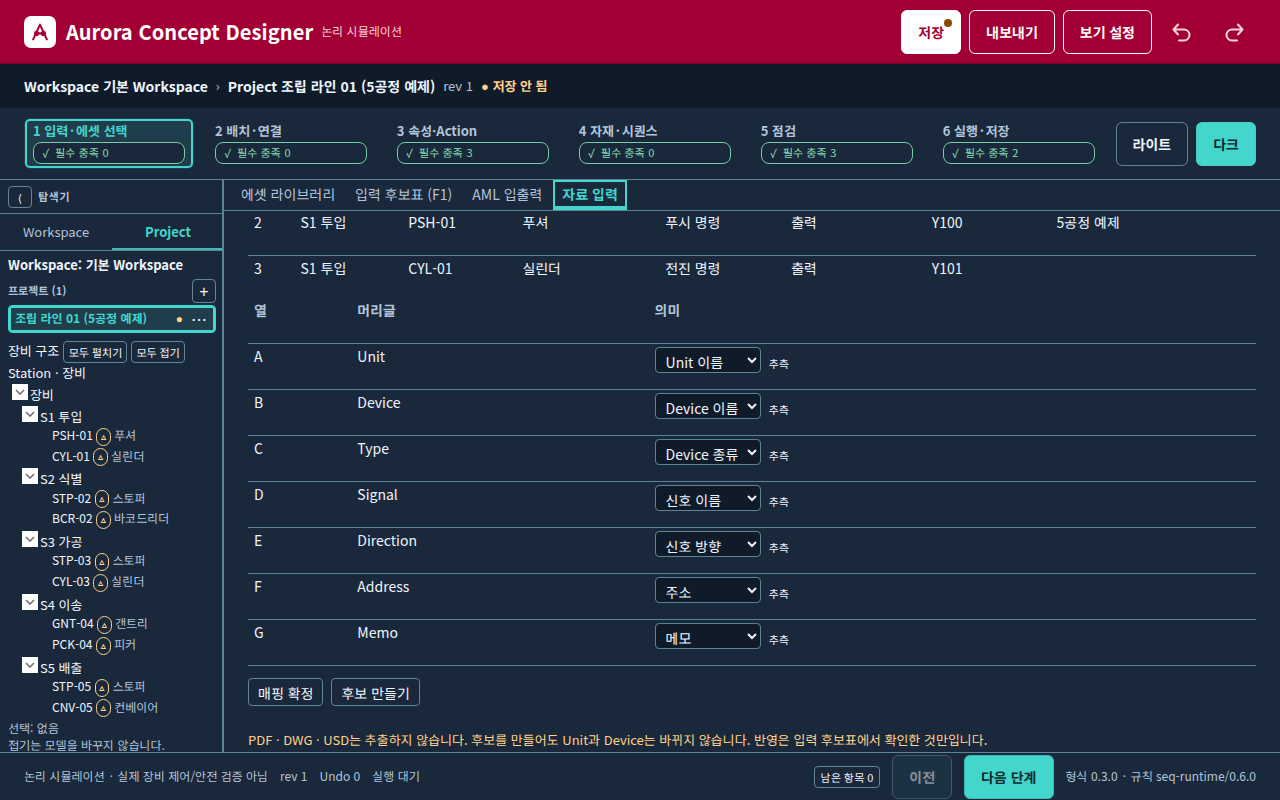 Aurora Concept Designer 논리 시뮬레이션
저장 내보내기 보기 설정
Workspace 기본 Workspace › Project 조립 라인 01 (5공정 예제) rev 1 ● 저장 안 됨
1 입력·에셋 선택 2 배치·연결 3 속성·Action 4 자재·시퀀스 5 점검 6 실행·저장
✓ 필수 충족 0 ✓ 필수 충족 0 ✓ 필수 충족 3 ✓ 필수 충족 0 ✓ 필수 충족 3 ✓ 필수 충족 2
라이트 다크
⟨ 탐색기
Workspace Project
Workspace: 기본 Workspace
프로젝트 (1) +
조립 라인 01 (5공정 예제) ● ···
장비 구조 모두 펼치기 모두 접기
Station · 장비
장비
S1 투입
PSH-01 푸셔
CYL-01 실린더
S2 식별
STP-02 스토퍼
BCR-02 바코드리더
S3 가공
STP-03 스토퍼
CYL-03 실린더
S4 이송
GNT-04 갠트리
PCK-04 피커
S5 배출
STP-05 스토퍼
CNV-05 컨베이어
선택: 없음
접기는 모델을 바꾸지 않습니다.
에셋 라이브러리 입력 후보표 (F1) AML 입출력 자료 입력
2 S1 투입 PSH-01 푸셔 푸시 명령 출력 Y100 5공정 예제
3 S1 투입 CYL-01 실린더 전진 명령 출력 Y101
열 머리글 의미
A Unit Unit 이름 추측
B Device Device 이름 추측
C Type Device 종류 추측
D Signal 신호 이름 추측
E Direction 신호 방향 추측
F Address 주소 추측
G Memo 메모 추측
매핑 확정 후보 만들기
PDF · DWG · USD는 추출하지 않습니다. 후보를 만들어도 Unit과 Device는 바뀌지 않습니다. 반영은 입력 후보표에서 확인한 것만입니다.
논리 시뮬레이션 · 실제 장비 제어/안전 검증 아님 rev 1 Undo 0 실행 대기
남은 항목 0 이전 다음 단계 형식 0.3.0 · 규칙 seq-runtime/0.6.0